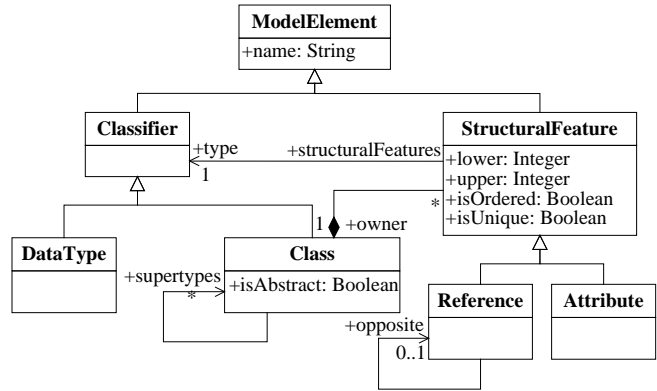 ModelElement
+name: String
Classifier
StructuralFeature
+type
+structuralFeatures
1
+lower: Integer
+upper: Integer
+isOrdered: Boolean
+isUnique: Boolean
*
1
+owner
DataType
Class
+isAbstract: Boolean
+supertypes
*
Reference
Attribute
+opposite
0..1